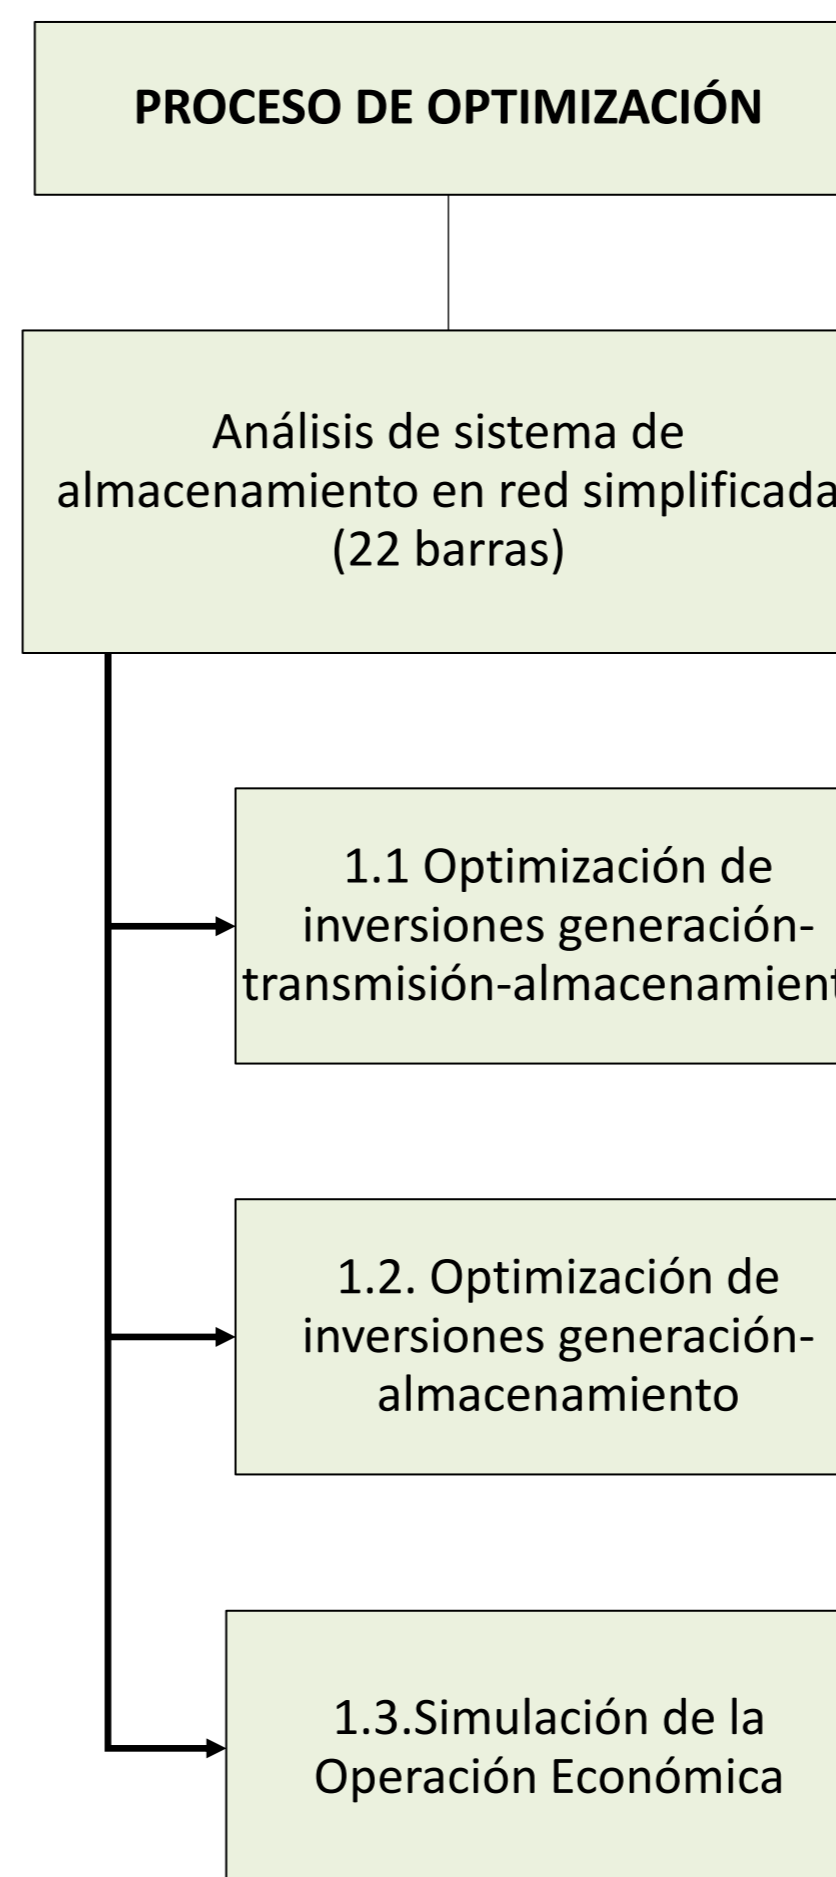 PROCESO DE OPTIMIZACIÓN
Análisis de sistema de
almacenamiento en red simplificada
(22 barras)
1.1 Optimización de
inversiones generación-
transmisión-almacenamient
1.2. Optimización de
inversiones generación-
almacenamiento
1.3.Simulación de la
Operación Económica